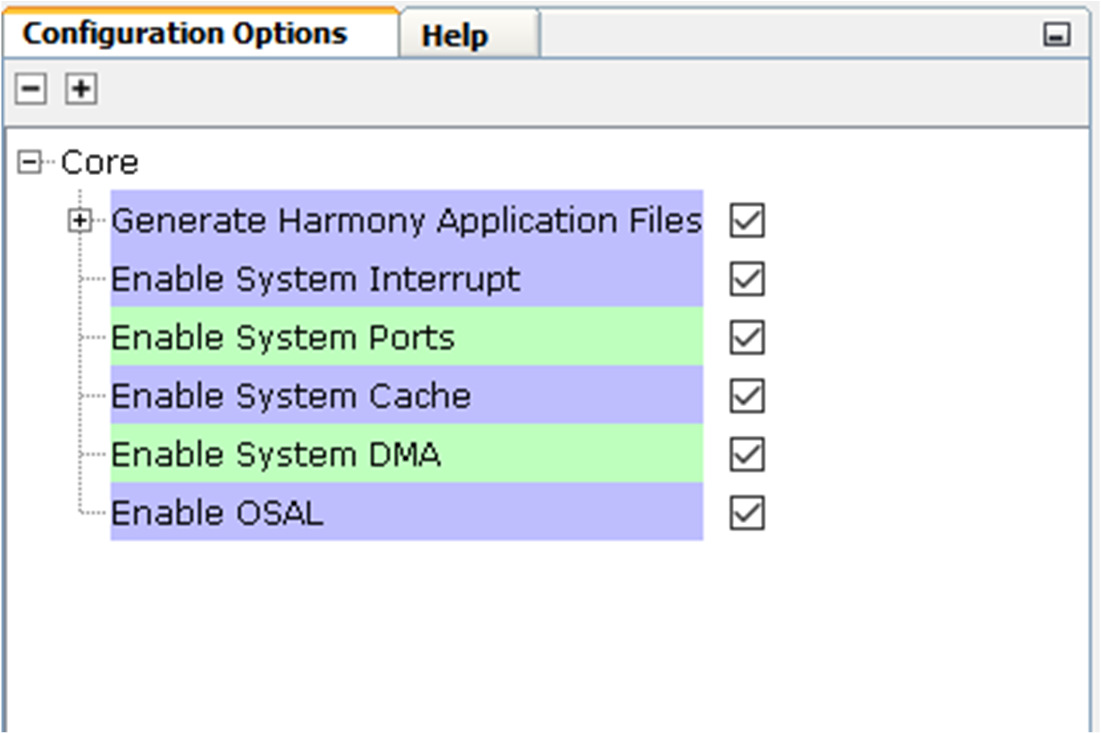 Configuration Options Help
Core
Generate Harmony Application Files
Enable System Interrupt
Enable System Ports
Enable System Cache
Enable System DMA
Enable OSAL